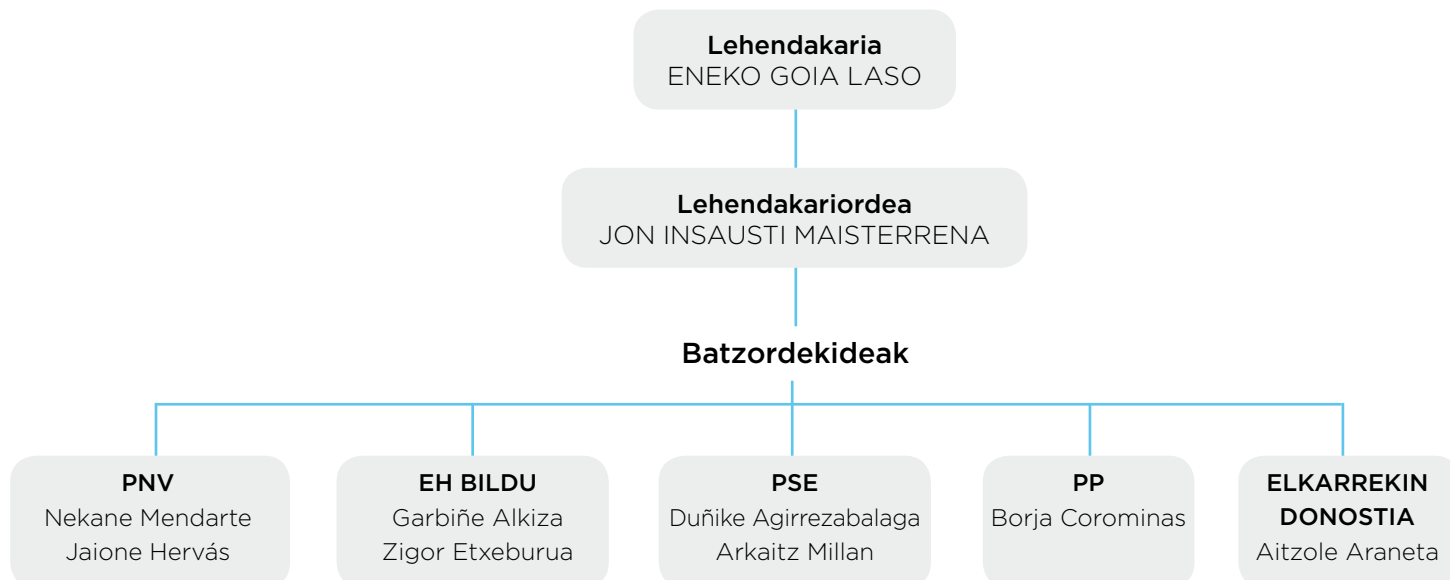 Lehendakaria
ENEKO GOIA LASO
Lehendakariordea
JON INSAUSTI MAISTERRENA
Batzordekideak
PNV
Nekane Mendarte
Jaione Hervás
EH BILDU
Garbiñe Alkiza
Zigor Etxeburua
PSE
Duñike Agirrezabalaga
Arkaitz Millan
PP
Borja Corominas
ELKARREKIN
DONOSTIA
Aitzole Araneta